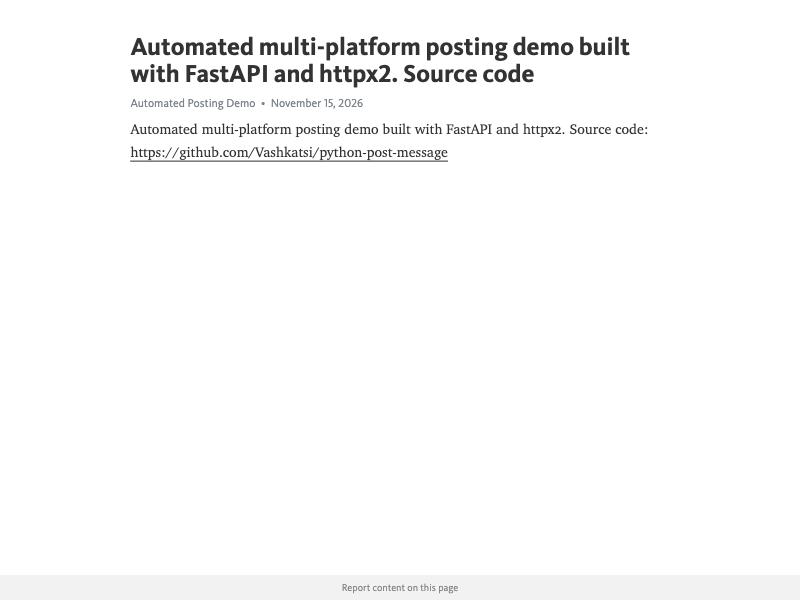 Automated multi-platform posting demo built
with FastAPI and httpx2. Source code
Automated Posting Demo • November 15, 2026
Automated multi-platform posting demo built with FastAPI and httpx2. Source code:
https://github.com/Vashkatsi/python-post-message
Report content on this page